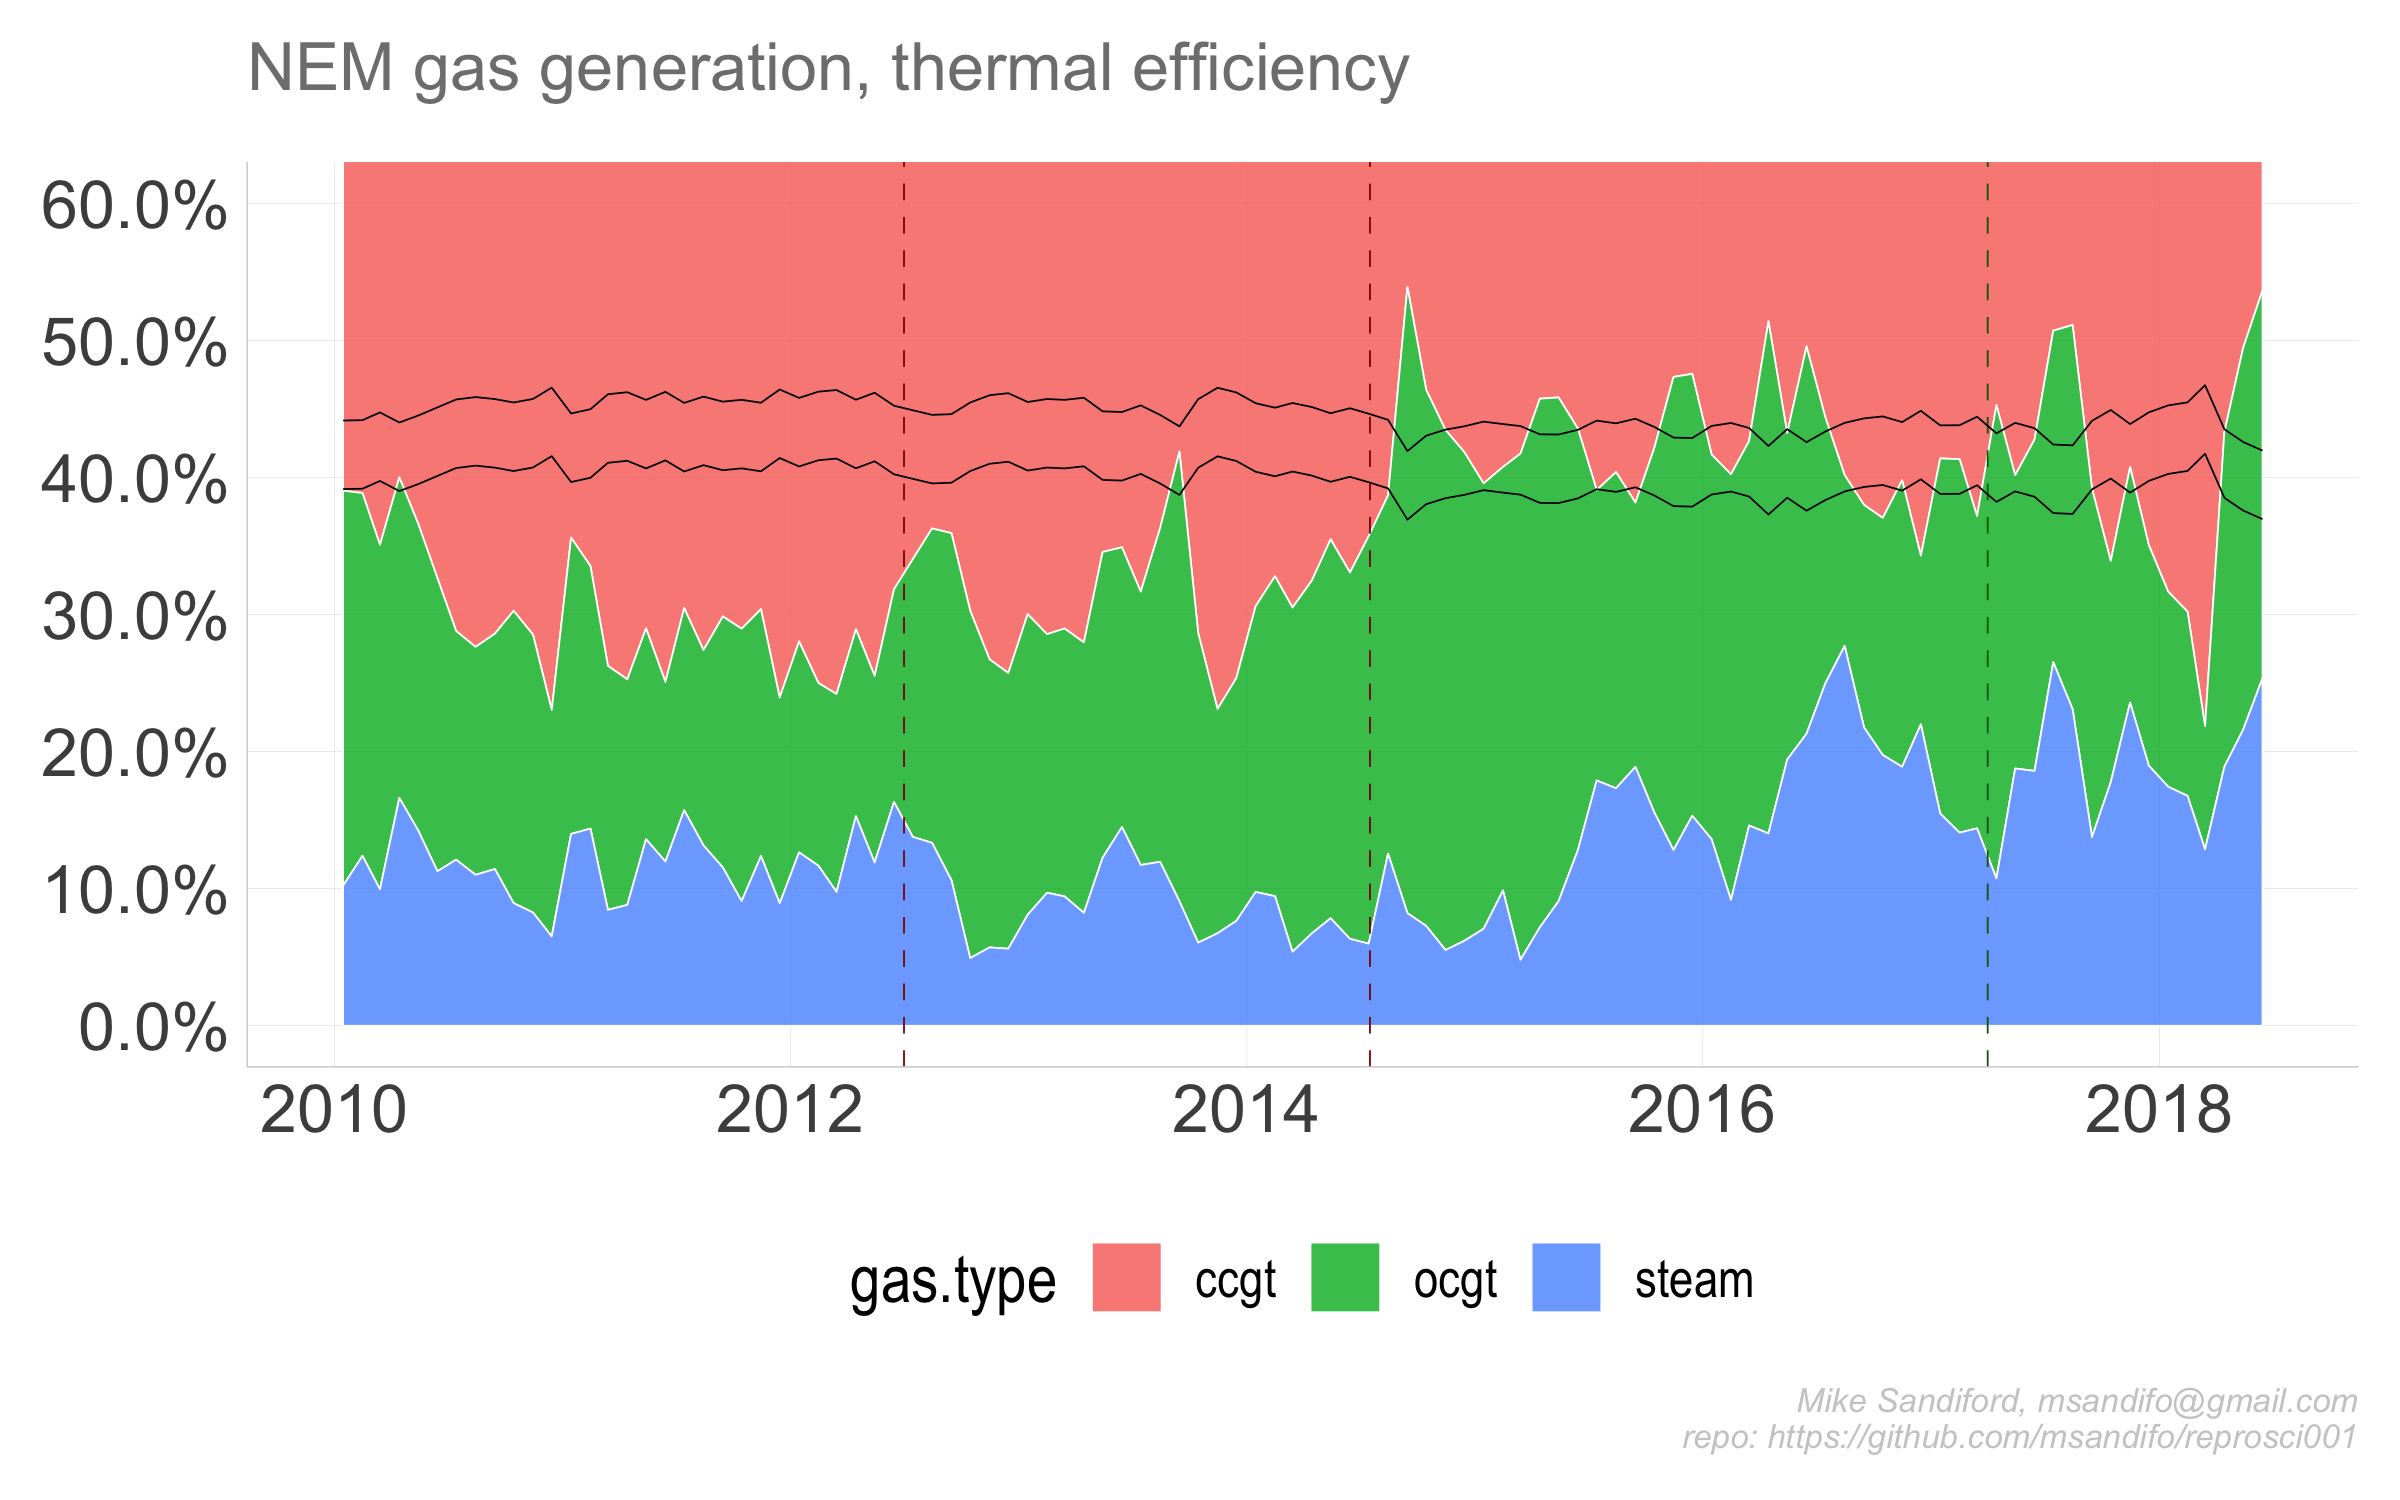 NEM gas generation, thermal efficiency
60.0%
50.0%
40.0%
30.0%
20.0%
10.0%
0.0%
2010 2012 2014 2016 2018
gas.type ccgt ocgt steam
Mike Sandiford, msandifo@gmail.com
repo: https://github.com/msandifo/reprosci001